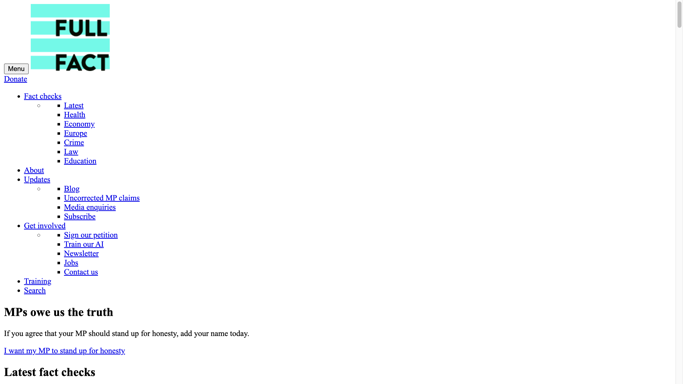 FULL
FACT
Menu
Donate
Fact checks
Latest
Health
Economy
Europe
Crime
Law
Education
About
Updates
Blog
Uncorrected MP claims
Media enquiries
Subscribe
Get involved
Sign our petition
Train our AI
Newsletter
Jobs
Contact us
Training
Search
MPs owe us the truth
If you agree that your MP should stand up for honesty, add your name today.
I want my MP to stand up for honesty
Latest fact checks